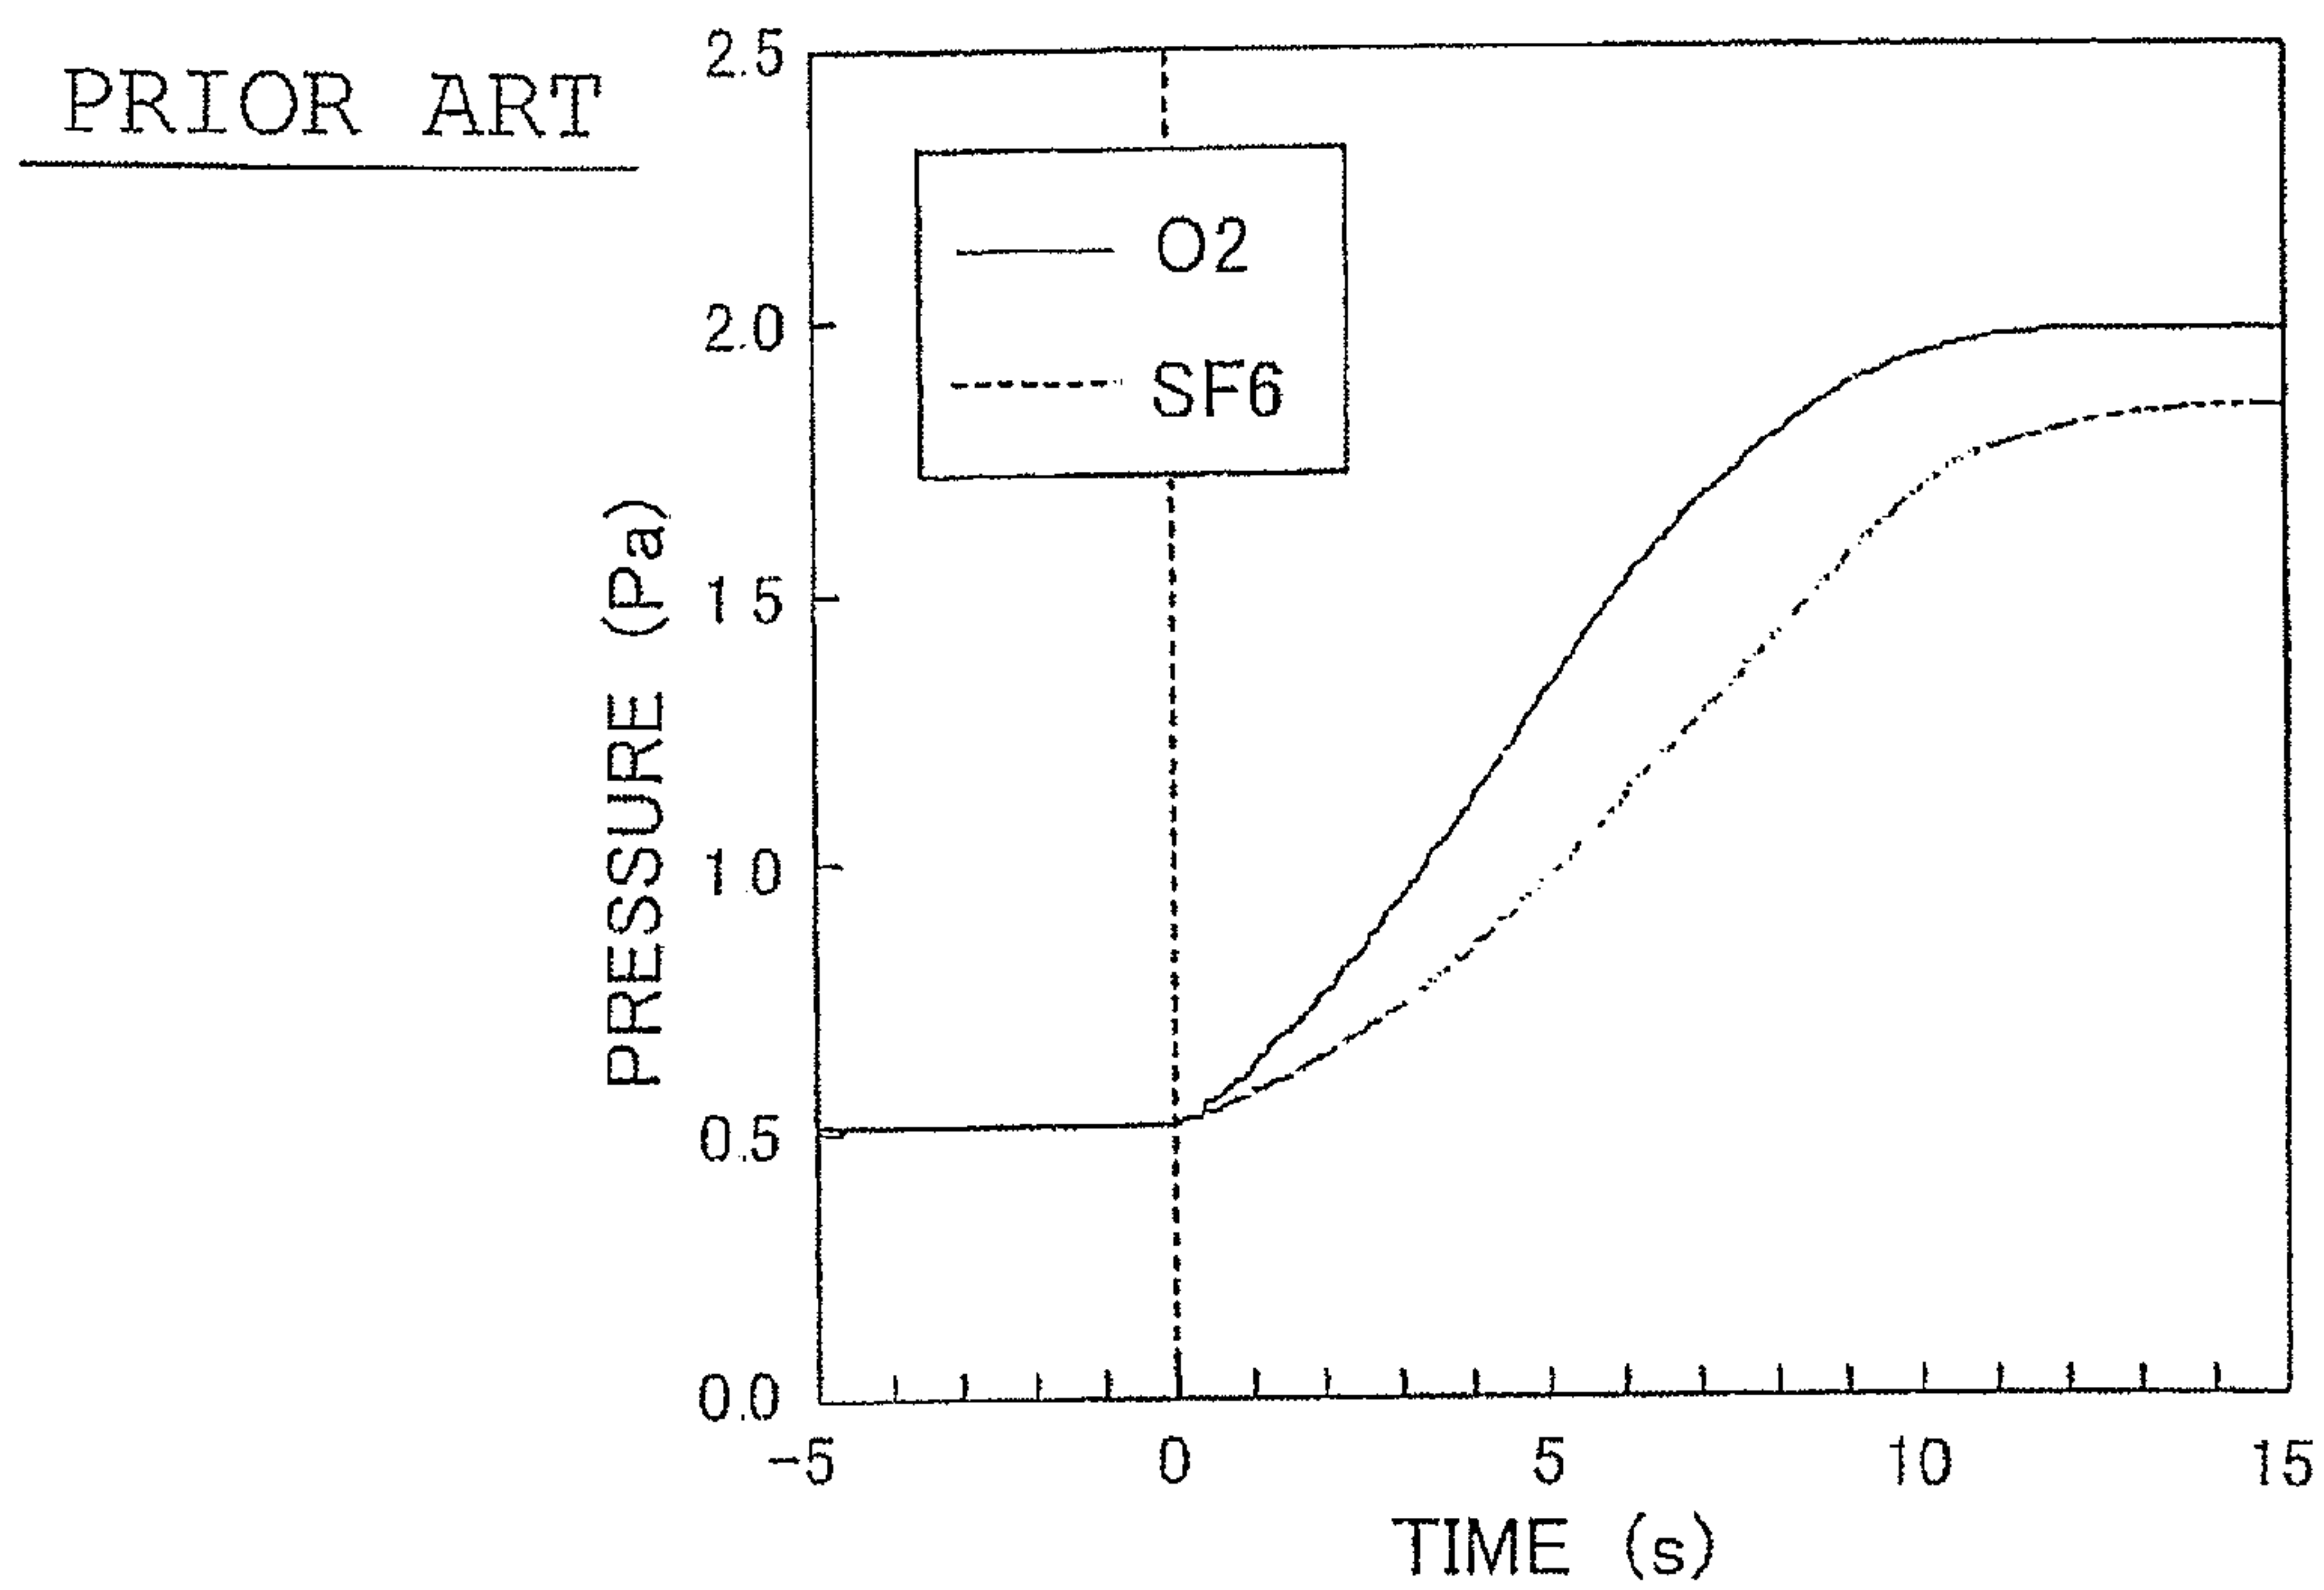 PRIOR ART
2.5
2.0
1 5
1 0
0.5
0.0
PRESSURE (Pa)
O2
SF6
-5 0 5 10 15
TIME (s)